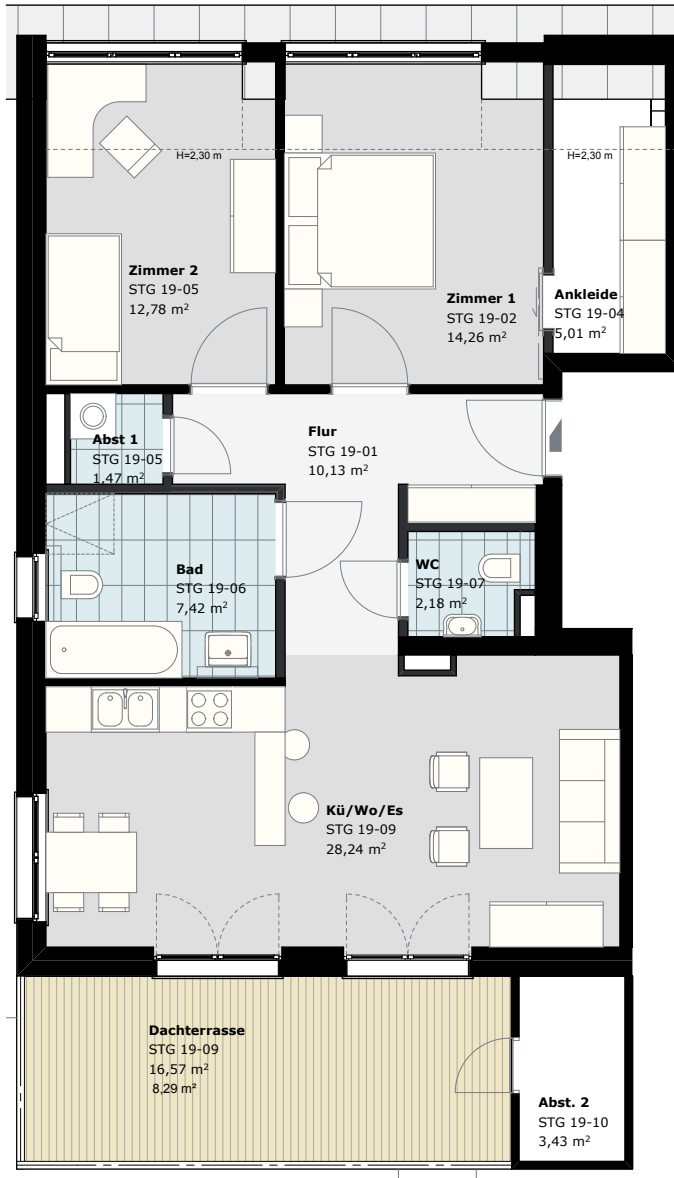 H=2,30 m
H=2,30 m
Zimmer 2
STG 19-05
12,78 m²
Zimmer 1
STG 19-02
14,26 m²
Ankleide
STG 19-04
5,01 m²
Abst 1
STG 19-05
1,47 m²
Flur
STG 19-01
10,13 m²
Bad
STG 19-06
7,42 m²
WC
STG 19-07
2,18 m²
Kü/Wo/Es
STG 19-09
28,24 m²
Dachterrasse
STG 19-09
16,57 m²
8,29 m²
Abst. 2
STG 19-10
3,43 m²